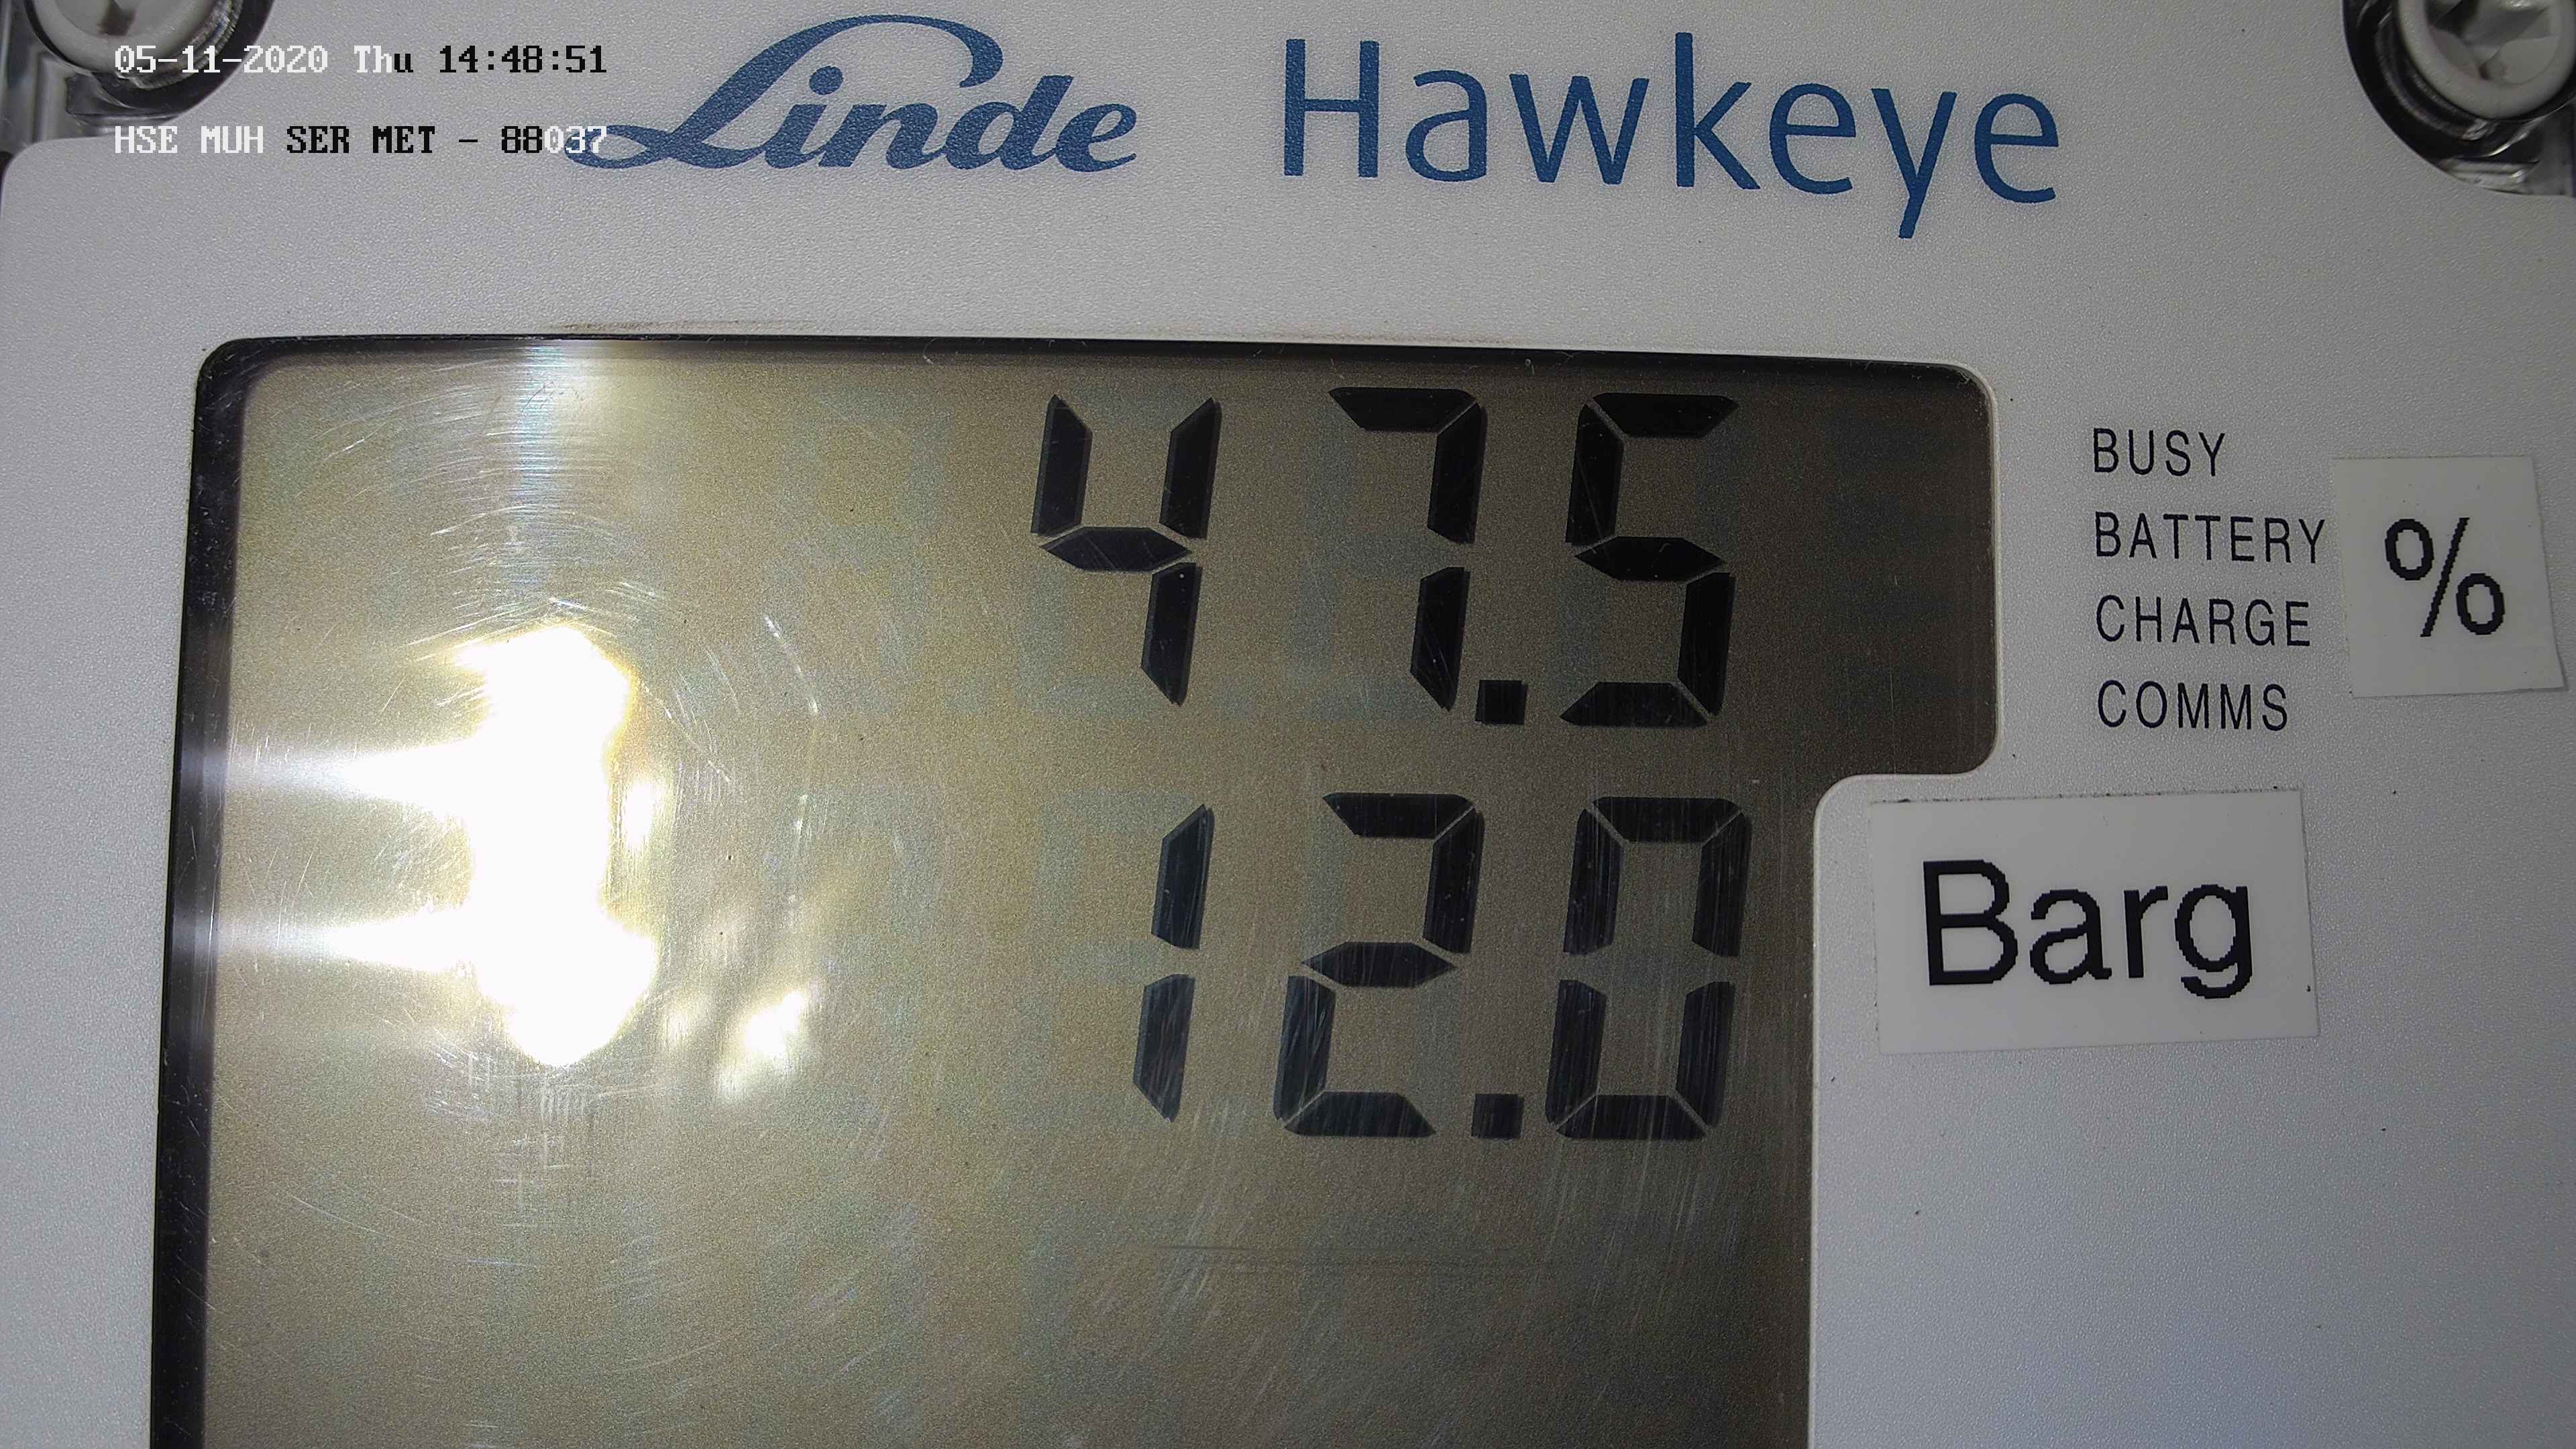 05-11-2020 Thu 14:48:51
HSE MUH SER MET - 88037
Linde Hawkeye
47.5
BUSY
BATTERY
CHARGE
COMMS
%
12.0
Barg